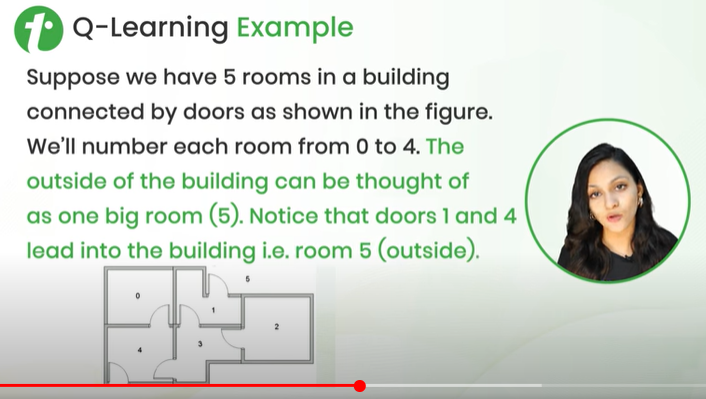 Q-Learning Example
Suppose we have 5 rooms in a building
connected by doors as shown in the figure.
We'll number each room from 0 to 4. The
outside of the building can be thought of
as one big room (5). Notice that doors 1 and 4
lead into the building i.e. room 5 (outside).
5
0
1
2
3
4